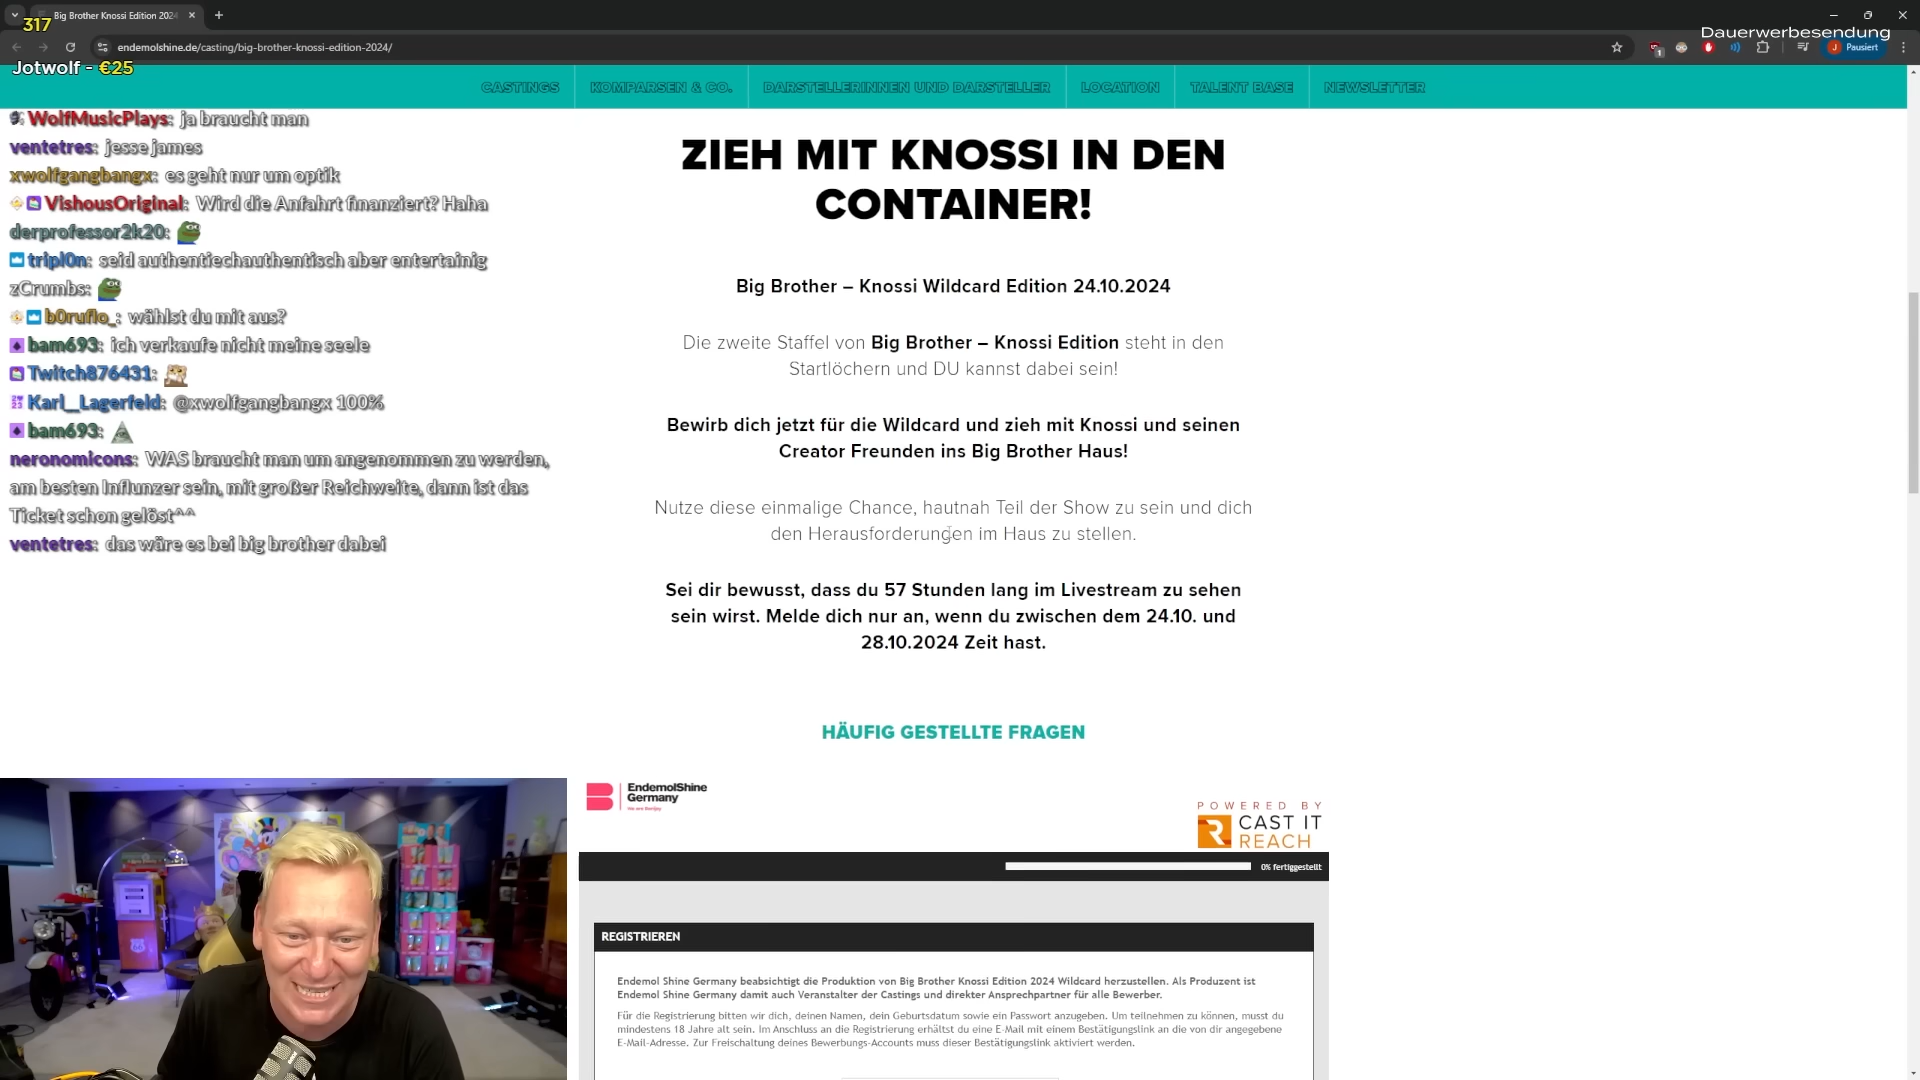 Big Brother Knossi Edition 2024
317
Dauerwerbesendung
endemolshine.de/casting/big-brother-knossi-edition-2024/
1
J Pausiert
Jotwolf - €25
CASTINGS
KOMPARSEN & CO.
DARSTELLERINNEN UND DARSTELLER
LOCATION
TALENT BASE
NEWSLETTER
WolfMusicPlays: ja braucht man
ventetres: jesse james
xwolfgangbangx: es geht nur um optik
VishousOriginal: Wird die Anfahrt finanziert? Haha
derprofessor2k20:
tripl0n: seid authentiechauthentisch aber entertainig
zCrumbs:
b0ruflo_: wählst du mit aus?
bam693: ich verkaufe nicht meine seele
Twitch876431:
Karl__Lagerfeld: @xwolfgangbangx 100%
bam693:
neronomicons: WAS braucht man um angenommen zu werden,
am besten Influnzer sein, mit großer Reichweite, dann ist das
Ticket schon gelöst^^
ventetres: das wäre es bei big brother dabei
ZIEH MIT KNOSSI IN DEN
CONTAINER!
Big Brother – Knossi Wildcard Edition 24.10.2024
Die zweite Staffel von Big Brother – Knossi Edition steht in den
Startlöchern und DU kannst dabei sein!
Bewirb dich jetzt für die Wildcard und zieh mit Knossi und seinen
Creator Freunden ins Big Brother Haus!
Nutze diese einmalige Chance, hautnah Teil der Show zu sein und dich
den Herausforderungen im Haus zu stellen.
Sei dir bewusst, dass du 57 Stunden lang im Livestream zu sehen
sein wirst. Melde dich nur an, wenn du zwischen dem 24.10. und
28.10.2024 Zeit hast.
HÄUFIG GESTELLTE FRAGEN
EndemolShine
Germany
POWERED BY
CAST IT
REACH
0% fertiggestellt
REGISTRIEREN
Endemol Shine Germany beabsichtigt die Produktion von Big Brother Knossi Edition 2024 Wildcard herzustellen. Als Produzent ist
Endemol Shine Germany damit auch Veranstalter der Castings und direkter Ansprechpartner für alle Bewerber.
Für die Registrierung bitten wir dich, deinen Namen, dein Geburtsdatum sowie ein Passwort anzugeben. Um teilnehmen zu können, musst du
mindestens 18 Jahre alt sein. Im Anschluss an die Registrierung erhältst du eine E-Mail mit einem Bestätigungslink an die von dir angegebene
E-Mail-Adresse. Zur Freischaltung deines Bewerbungs-Accounts muss dieser Bestätigungslink aktiviert werden.